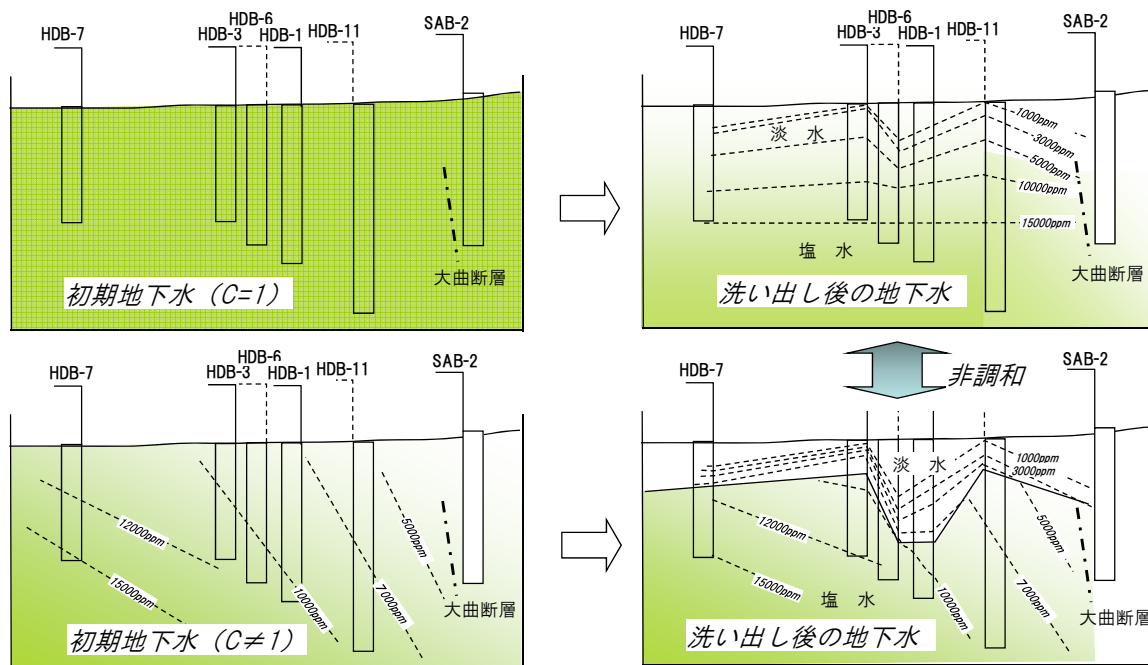 HDB-7
HDB-3
HDB-6
HDB-1
HDB-11
SAB-2
大曲断層
初期地下水（C=1）
HDB-7
HDB-3
HDB-6
HDB-1
HDB-11
SAB-2
淡水
1000ppm
3000ppm
5000ppm
10000ppm
15000ppm
塩 水
大曲断層
洗い出し後の地下水
非調和
HDB-7
HDB-3
HDB-6
HDB-1
HDB-11
SAB-2
12000ppm
15000ppm
10000ppm
7000ppm
5000ppm
大曲断層
初期地下水（C≠1）
HDB-7
SAB-2
淡 水
1000ppm
3000ppm
12000ppm
15000ppm
10000ppm
7000ppm
5000ppm
塩 水
大曲断層
洗い出し後の地下水